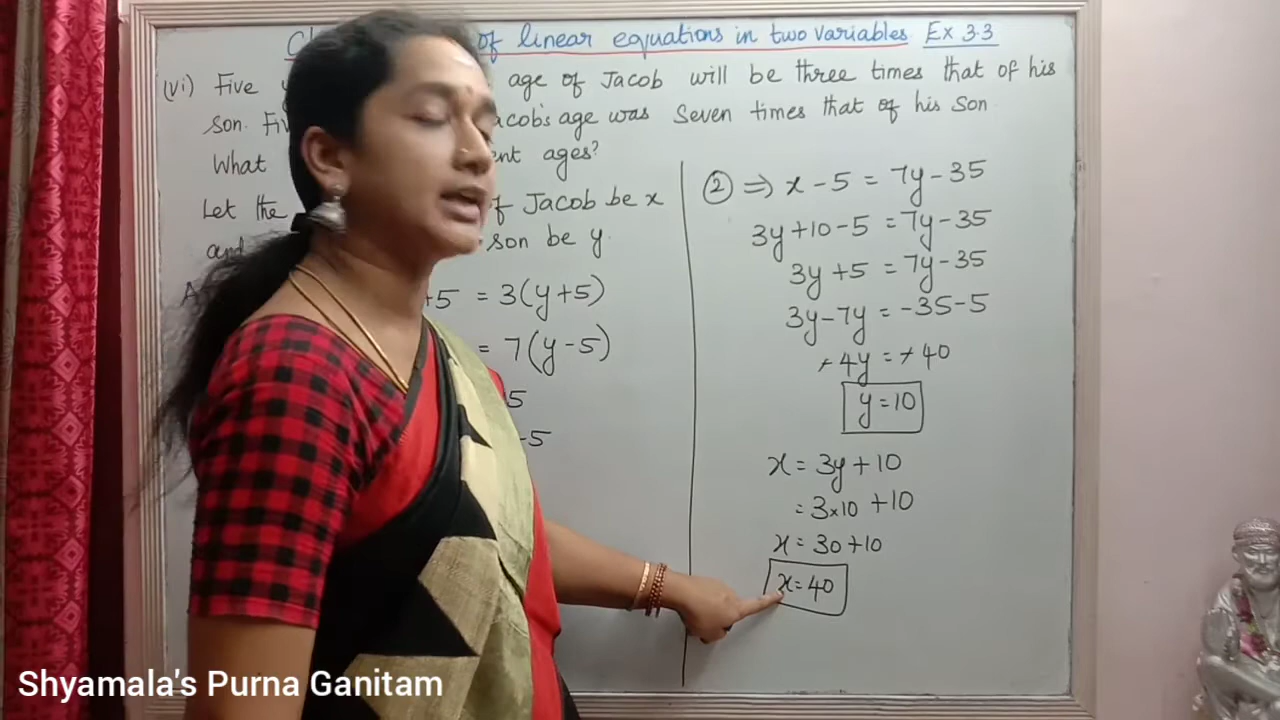 of linear equations in two variables Ex 3.3
(vi) Five age of Jacob will be three times that of his
son. Jacob's age was Seven times that of his son
What ages?
Let the of Jacob be x
and son be y.
+5 = 3(y+5)
= 7(y-5)
5
-5
② ⇒ x - 5 = 7y - 35
3y + 10 - 5 = 7y - 35
3y + 5 = 7y - 35
3y - 7y = -35 - 5
-4y = -40
y = 10
x = 3y + 10
= 3×10 + 10
x = 30 + 10
x = 40
Shyamala's Purna Ganitam